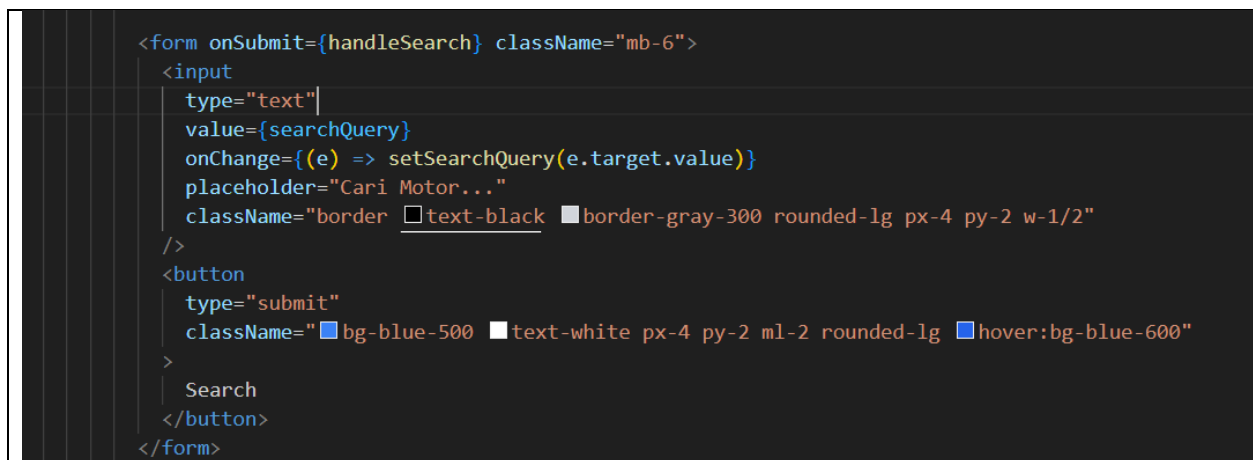 <form onSubmit={handleSearch} className="mb-6">
<input
type="text"
value={searchQuery}
onChange={(e) => setSearchQuery(e.target.value)}
placeholder="Cari Motor..."
className="border text-black border-gray-300 rounded-lg px-4 py-2 w-1/2"
/>
<button
type="submit"
className="bg-blue-500 text-white px-4 py-2 ml-2 rounded-lg hover:bg-blue-600"
>
Search
</button>
</form>